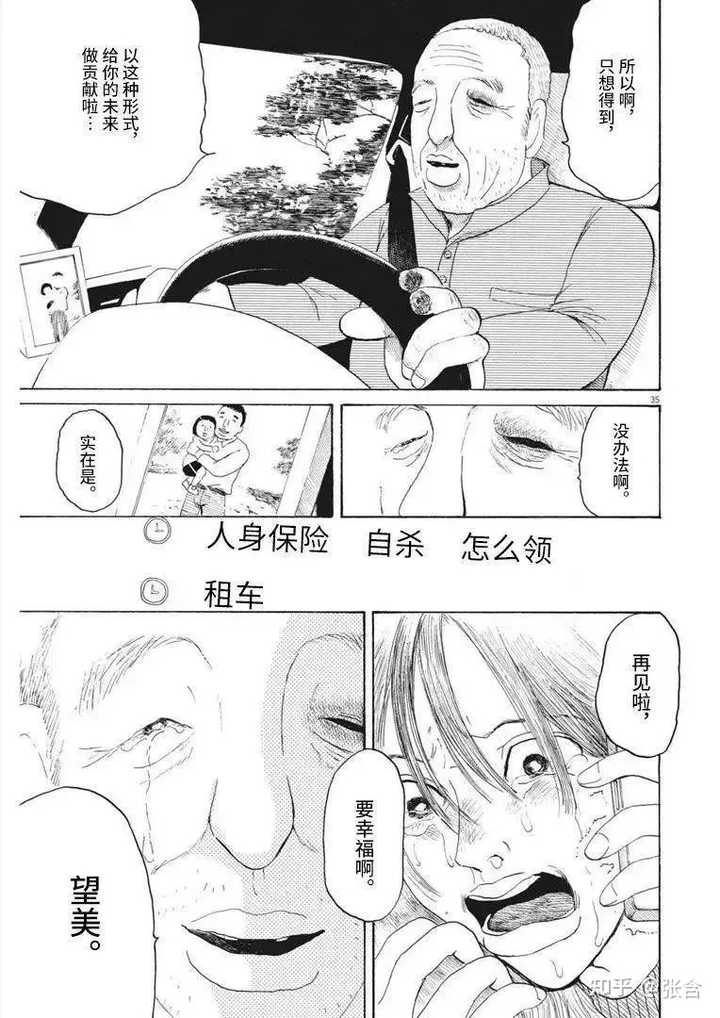 所以啊，
只想得到，
以这种形式，
给你的未来
做贡献啦…
35
没办法啊。
实在是。
人身保险 自杀 怎么领
租车
再见啦，
要幸福啊。
望美。
知乎 @张含